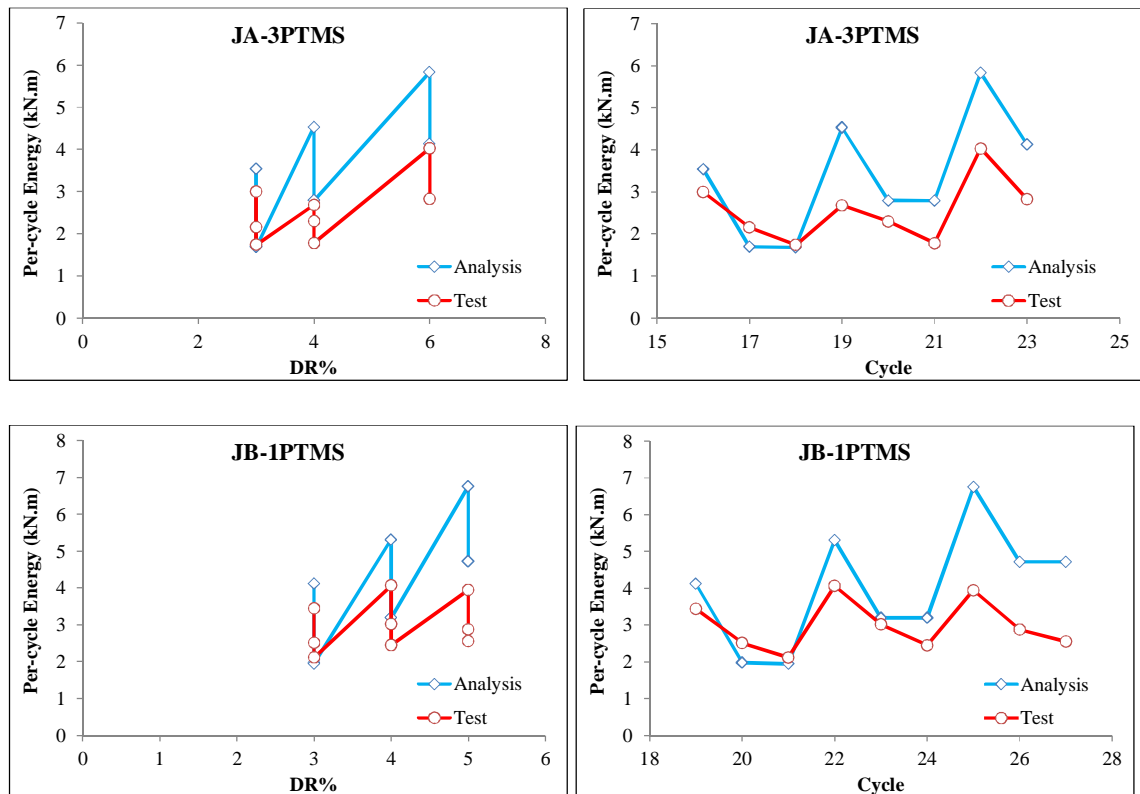 JA-3PTMS
Per-cycle Energy (kN.m)
7
6
5
4
3
2
1
0
0 2 4 6 8
DR%
Analysis
Test
JA-3PTMS
Per-cycle Energy (kN.m)
7
6
5
4
3
2
1
0
15 17 19 21 23 25
Cycle
Analysis
Test
JB-1PTMS
Per-cycle Energy (kN.m)
8
7
6
5
4
3
2
1
0
0 1 2 3 4 5 6
DR%
Analysis
Test
JB-1PTMS
Per-cycle Energy (kN.m)
8
7
6
5
4
3
2
1
0
18 20 22 24 26 28
Cycle
Analysis
Test